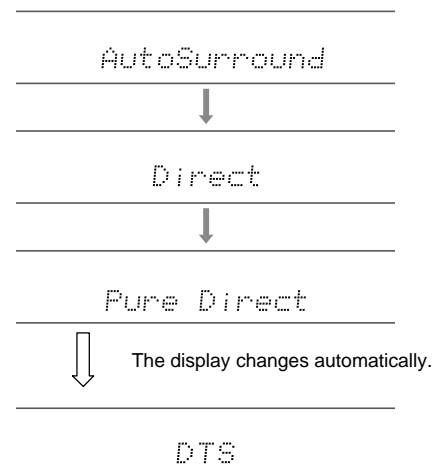 AutoSurround
Direct
Pure Direct
The display changes automatically.
DTS